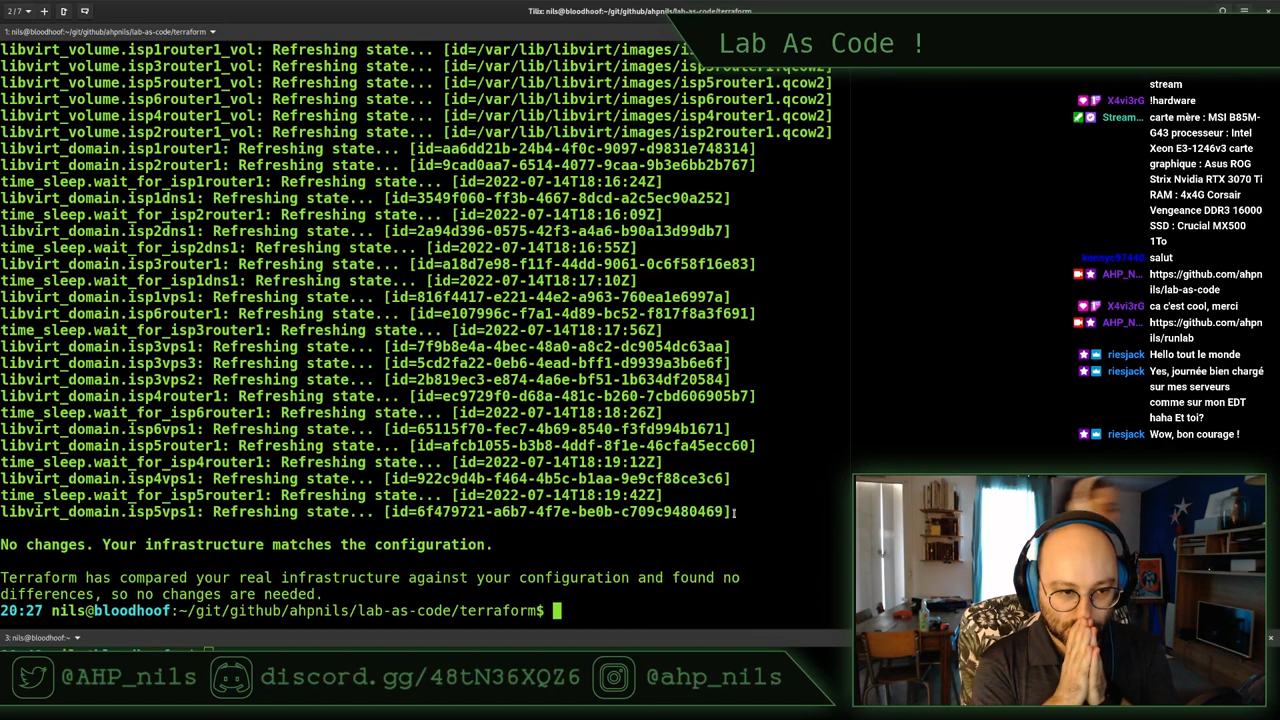 2/7
Tilix: nils@bloodhoof:~/git/github/ahpnils/lab-as-code/terraform
1: nils@bloodhoof:~/git/github/ahpnils/lab-as-code/terraform
Lab As Code !
libvirt_volume.isp1router1_vol: Refreshing state... [id=/var/lib/libvirt/images/
libvirt_volume.isp3router1_vol: Refreshing state... [id=/var/lib/libvirt/images/isp3router1.qcow2]
libvirt_volume.isp5router1_vol: Refreshing state... [id=/var/lib/libvirt/images/isp5router1.qcow2]
libvirt_volume.isp6router1_vol: Refreshing state... [id=/var/lib/libvirt/images/isp6router1.qcow2]
libvirt_volume.isp4router1_vol: Refreshing state... [id=/var/lib/libvirt/images/isp4router1.qcow2]
libvirt_volume.isp2router1_vol: Refreshing state... [id=/var/lib/libvirt/images/isp2router1.qcow2]
libvirt_domain.isp1router1: Refreshing state... [id=aa6dd21b-24b4-4f0c-9097-d9831e748314]
libvirt_domain.isp2router1: Refreshing state... [id=9cad0aa7-6514-4077-9caa-9b3e6bb2b767]
time_sleep.wait_for_isp1router1: Refreshing state... [id=2022-07-14T18:16:24Z]
libvirt_domain.isp1dns1: Refreshing state... [id=3549f060-ff3b-4667-8dcd-a2c5ec90a252]
time_sleep.wait_for_isp2router1: Refreshing state... [id=2022-07-14T18:16:09Z]
libvirt_domain.isp2dns1: Refreshing state... [id=2a94d396-0575-42f3-a4a6-b90a13d99db7]
time_sleep.wait_for_isp2dns1: Refreshing state... [id=2022-07-14T18:16:55Z]
libvirt_domain.isp3router1: Refreshing state... [id=a18d7e98-f11f-44dd-9061-0c6f58f16e83]
time_sleep.wait_for_isp1dns1: Refreshing state... [id=2022-07-14T18:17:10Z]
libvirt_domain.isp1vps1: Refreshing state... [id=816f4417-e221-44e2-a963-760ea1e6997a]
libvirt_domain.isp6router1: Refreshing state... [id=e107996c-f7a1-4d89-bc52-f817f8a3f691]
time_sleep.wait_for_isp3router1: Refreshing state... [id=2022-07-14T18:17:56Z]
libvirt_domain.isp3vps1: Refreshing state... [id=7f9b8e4a-4bec-48a0-a8c2-dc9054dc63aa]
libvirt_domain.isp3vps3: Refreshing state... [id=5cd2fa22-0eb6-4ead-bff1-d9939a3b6e6f]
libvirt_domain.isp3vps2: Refreshing state... [id=2b819ec3-e874-4a6e-bf51-1b634df20584]
libvirt_domain.isp4router1: Refreshing state... [id=ec9729f0-d68a-481c-b260-7cbd606905b7]
time_sleep.wait_for_isp6router1: Refreshing state... [id=2022-07-14T18:18:26Z]
libvirt_domain.isp6vps1: Refreshing state... [id=65115f70-fec7-4b69-8540-f3fd994b1671]
libvirt_domain.isp5router1: Refreshing state... [id=afcb1055-b3b8-4ddf-8f1e-46cfa45ecc60]
time_sleep.wait_for_isp4router1: Refreshing state... [id=2022-07-14T18:19:12Z]
libvirt_domain.isp4vps1: Refreshing state... [id=922c9d4b-f464-4b5c-b1aa-9e9cf88ce3c6]
time_sleep.wait_for_isp5router1: Refreshing state... [id=2022-07-14T18:19:42Z]
libvirt_domain.isp5vps1: Refreshing state... [id=6f479721-a6b7-4f7e-be0b-c709c9480469]
No changes. Your infrastructure matches the configuration.
Terraform has compared your real infrastructure against your configuration and found no
differences, so no changes are needed.
20:27 nils@bloodhoof:~/git/github/ahpnils/lab-as-code/terraform$
3: nils@bloodhoof:~
stream
X4vi3rG !hardware
Stream... carte mère : MSI B85M-
G43 processeur : Intel
Xeon E3-1246v3 carte
graphique : Asus ROG
Strix Nvidia RTX 3070 Ti
RAM : 4x4G Corsair
Vengeance DDR3 16000
SSD : Crucial MX500
1To
salut
AHP_N... https://github.com/ahpn
ils/lab-as-code
X4vi3rG ca c'est cool, merci
AHP_N... https://github.com/ahpn
ils/runlab
riesjack Hello tout le monde
riesjack Yes, journée bien chargé
sur mes serveurs
comme sur mon EDT
haha Et toi?
riesjack Wow, bon courage !
@AHP_nils discord.gg/48tN36XQZ6 @ahp_nils